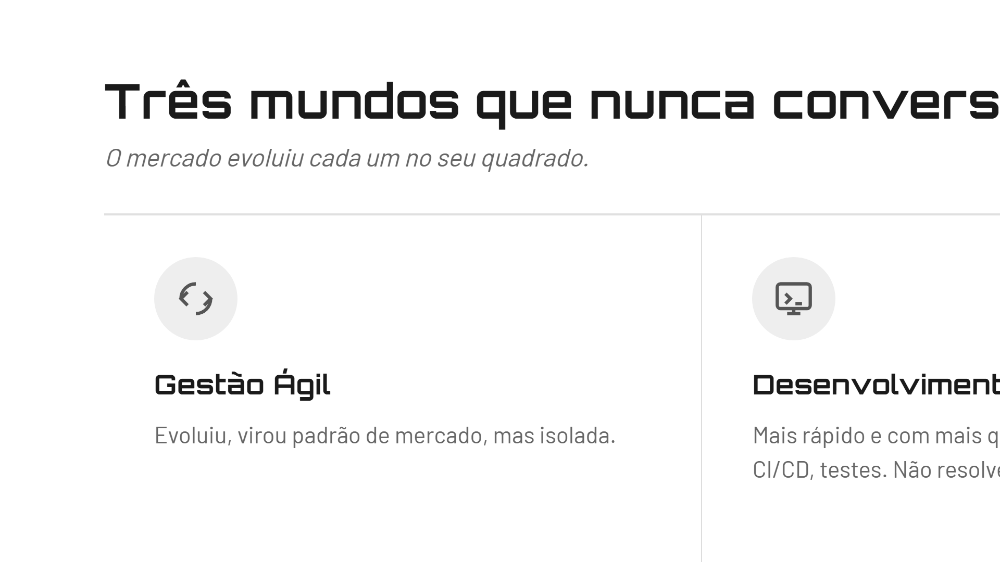 Três mundos que nunca convers
O mercado evoluiu cada um no seu quadrado.
Gestão Ágil
Evoluiu, virou padrão de mercado, mas isolada.
Desenvolviment
Mais rápido e com mais q
CI/CD, testes. Não resolve